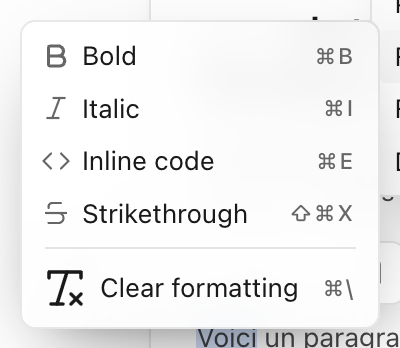 Bold ⌘B
Italic ⌘I
Inline code ⌘E
Strikethrough ⇧⌘X
Clear formatting ⌘\
Voici un paragra